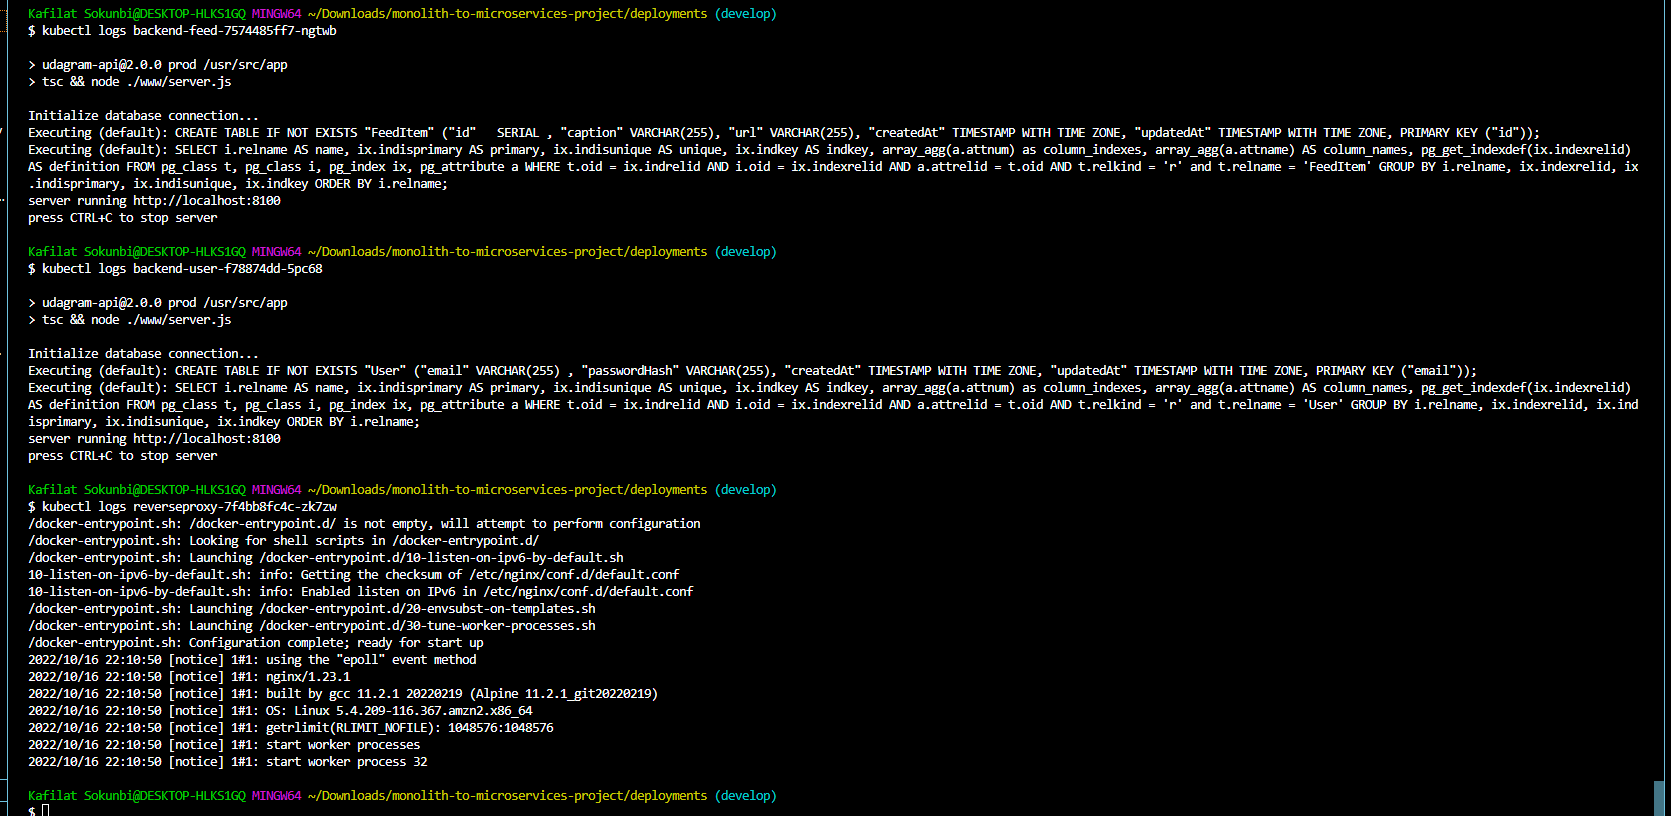 Kafilat Sokunbi@DESKTOP-HLKS1GQ MINGW64 ~/Downloads/monolith-to-microservices-project/deployments (develop)
$ kubectl logs backend-feed-7574485ff7-ngtwb
> udagram-api@2.0.0 prod /usr/src/app
> tsc && node ./www/server.js
Initialize database connection...
Executing (default): CREATE TABLE IF NOT EXISTS "FeedItem" ("id"   SERIAL , "caption" VARCHAR(255), "url" VARCHAR(255), "createdAt" TIMESTAMP WITH TIME ZONE, "updatedAt" TIMESTAMP WITH TIME ZONE, PRIMARY KEY ("id"));
Executing (default): SELECT i.relname AS name, ix.indisprimary AS primary, ix.indisunique AS unique, ix.indkey AS indkey, array_agg(a.attnum) as column_indexes, array_agg(a.attname) AS column_names, pg_get_indexdef(ix.indexrelid)
AS definition FROM pg_class t, pg_class i, pg_index ix, pg_attribute a WHERE t.oid = ix.indrelid AND i.oid = ix.indexrelid AND a.attrelid = t.oid AND t.relkind = 'r' and t.relname = 'FeedItem' GROUP BY i.relname, ix.indexrelid, ix
.indisprimary, ix.indisunique, ix.indkey ORDER BY i.relname;
server running http://localhost:8100
press CTRL+C to stop server
Kafilat Sokunbi@DESKTOP-HLKS1GQ MINGW64 ~/Downloads/monolith-to-microservices-project/deployments (develop)
$ kubectl logs backend-user-f78874dd-5pc68
> udagram-api@2.0.0 prod /usr/src/app
> tsc && node ./www/server.js
Initialize database connection...
Executing (default): CREATE TABLE IF NOT EXISTS "User" ("email" VARCHAR(255) , "passwordHash" VARCHAR(255), "createdAt" TIMESTAMP WITH TIME ZONE, "updatedAt" TIMESTAMP WITH TIME ZONE, PRIMARY KEY ("email"));
Executing (default): SELECT i.relname AS name, ix.indisprimary AS primary, ix.indisunique AS unique, ix.indkey AS indkey, array_agg(a.attnum) as column_indexes, array_agg(a.attname) AS column_names, pg_get_indexdef(ix.indexrelid)
AS definition FROM pg_class t, pg_class i, pg_index ix, pg_attribute a WHERE t.oid = ix.indrelid AND i.oid = ix.indexrelid AND a.attrelid = t.oid AND t.relkind = 'r' and t.relname = 'User' GROUP BY i.relname, ix.indexrelid, ix.ind
isprimary, ix.indisunique, ix.indkey ORDER BY i.relname;
server running http://localhost:8100
press CTRL+C to stop server
Kafilat Sokunbi@DESKTOP-HLKS1GQ MINGW64 ~/Downloads/monolith-to-microservices-project/deployments (develop)
$ kubectl logs reverseproxy-7f4bb8fc4c-zk7zw
/docker-entrypoint.sh: /docker-entrypoint.d/ is not empty, will attempt to perform configuration
/docker-entrypoint.sh: Looking for shell scripts in /docker-entrypoint.d/
/docker-entrypoint.sh: Launching /docker-entrypoint.d/10-listen-on-ipv6-by-default.sh
10-listen-on-ipv6-by-default.sh: info: Getting the checksum of /etc/nginx/conf.d/default.conf
10-listen-on-ipv6-by-default.sh: info: Enabled listen on IPv6 in /etc/nginx/conf.d/default.conf
/docker-entrypoint.sh: Launching /docker-entrypoint.d/20-envsubst-on-templates.sh
/docker-entrypoint.sh: Launching /docker-entrypoint.d/30-tune-worker-processes.sh
/docker-entrypoint.sh: Configuration complete; ready for start up
2022/10/16 22:10:50 [notice] 1#1: using the "epoll" event method
2022/10/16 22:10:50 [notice] 1#1: nginx/1.23.1
2022/10/16 22:10:50 [notice] 1#1: built by gcc 11.2.1 20220219 (Alpine 11.2.1_git20220219)
2022/10/16 22:10:50 [notice] 1#1: OS: Linux 5.4.209-116.367.amzn2.x86_64
2022/10/16 22:10:50 [notice] 1#1: getrlimit(RLIMIT_NOFILE): 1048576:1048576
2022/10/16 22:10:50 [notice] 1#1: start worker processes
2022/10/16 22:10:50 [notice] 1#1: start worker process 32
Kafilat Sokunbi@DESKTOP-HLKS1GQ MINGW64 ~/Downloads/monolith-to-microservices-project/deployments (develop)
$